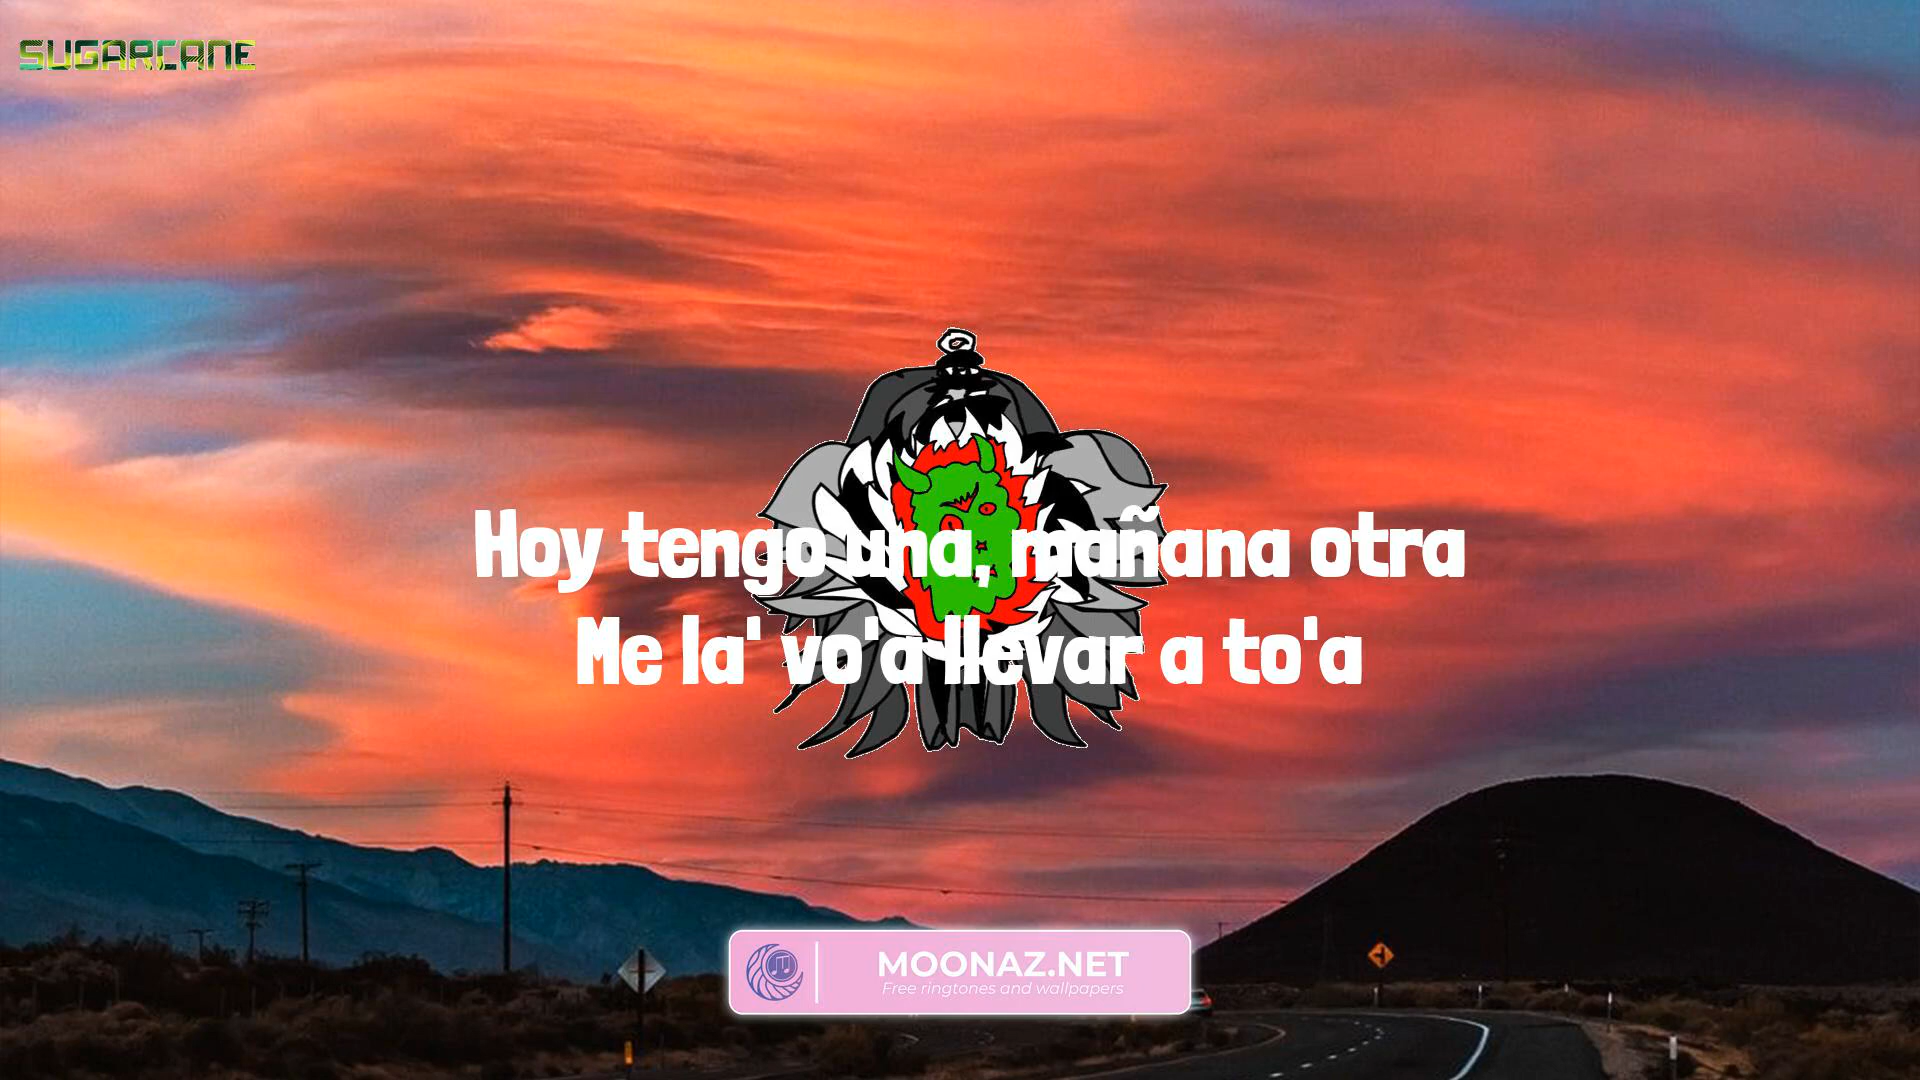 SUGARCANE
Hoy tengo una, mañana otra
Me la' vo'a llevar a to'a
MOONAZ.NET
Free ringtones and wallpapers